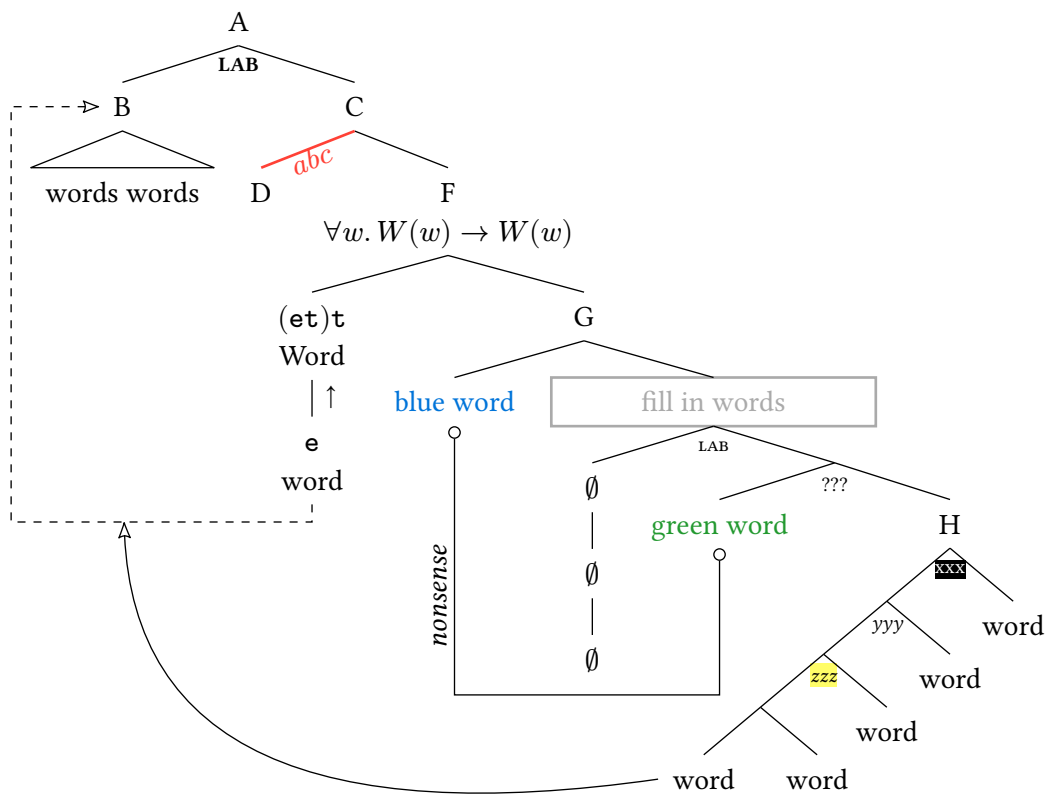 A
LAB
B
C
abc
words words
D
F
∀w. W(w) → W(w)
(et)t
G
Word
blue word
fill in words
↑
e
LAB
word
???
∅
green word
H
nonsense
xxx
∅
word
yyy
∅
word
zzz
word
word
word